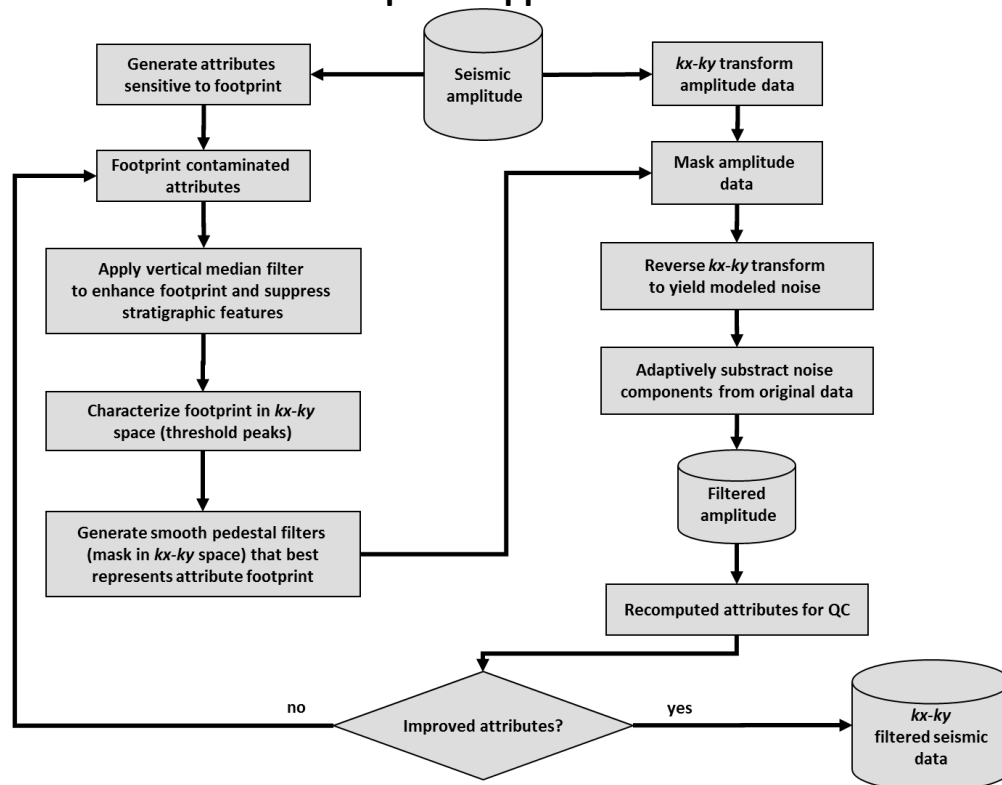 Generate attributes
sensitive to footprint
Seismic
amplitude
kx-ky transform
amplitude data
Footprint contaminated
attributes
Mask amplitude
data
Apply vertical median filter
to enhance footprint and suppress
stratigraphic features
Reverse kx-ky transform
to yield modeled noise
Characterize footprint in kx-ky
space (threshold peaks)
Adaptively substract noise
components from original data
Generate smooth pedestal filters
(mask in kx-ky space) that best
represents attribute footprint
Filtered
amplitude
Recomputed attributes for QC
no
Improved attributes?
yes
kx-ky
filtered seismic
data